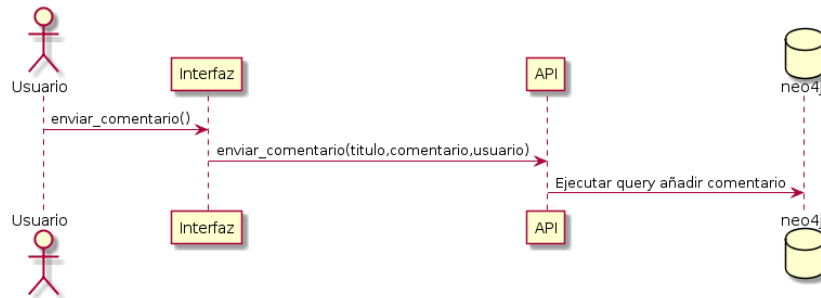 Usuario
Interfaz
API
neo4j
enviar_comentario()
enviar_comentario(titulo,comentario,usuario)
Ejecutar query añadir comentario
Usuario
Interfaz
API
neo4j